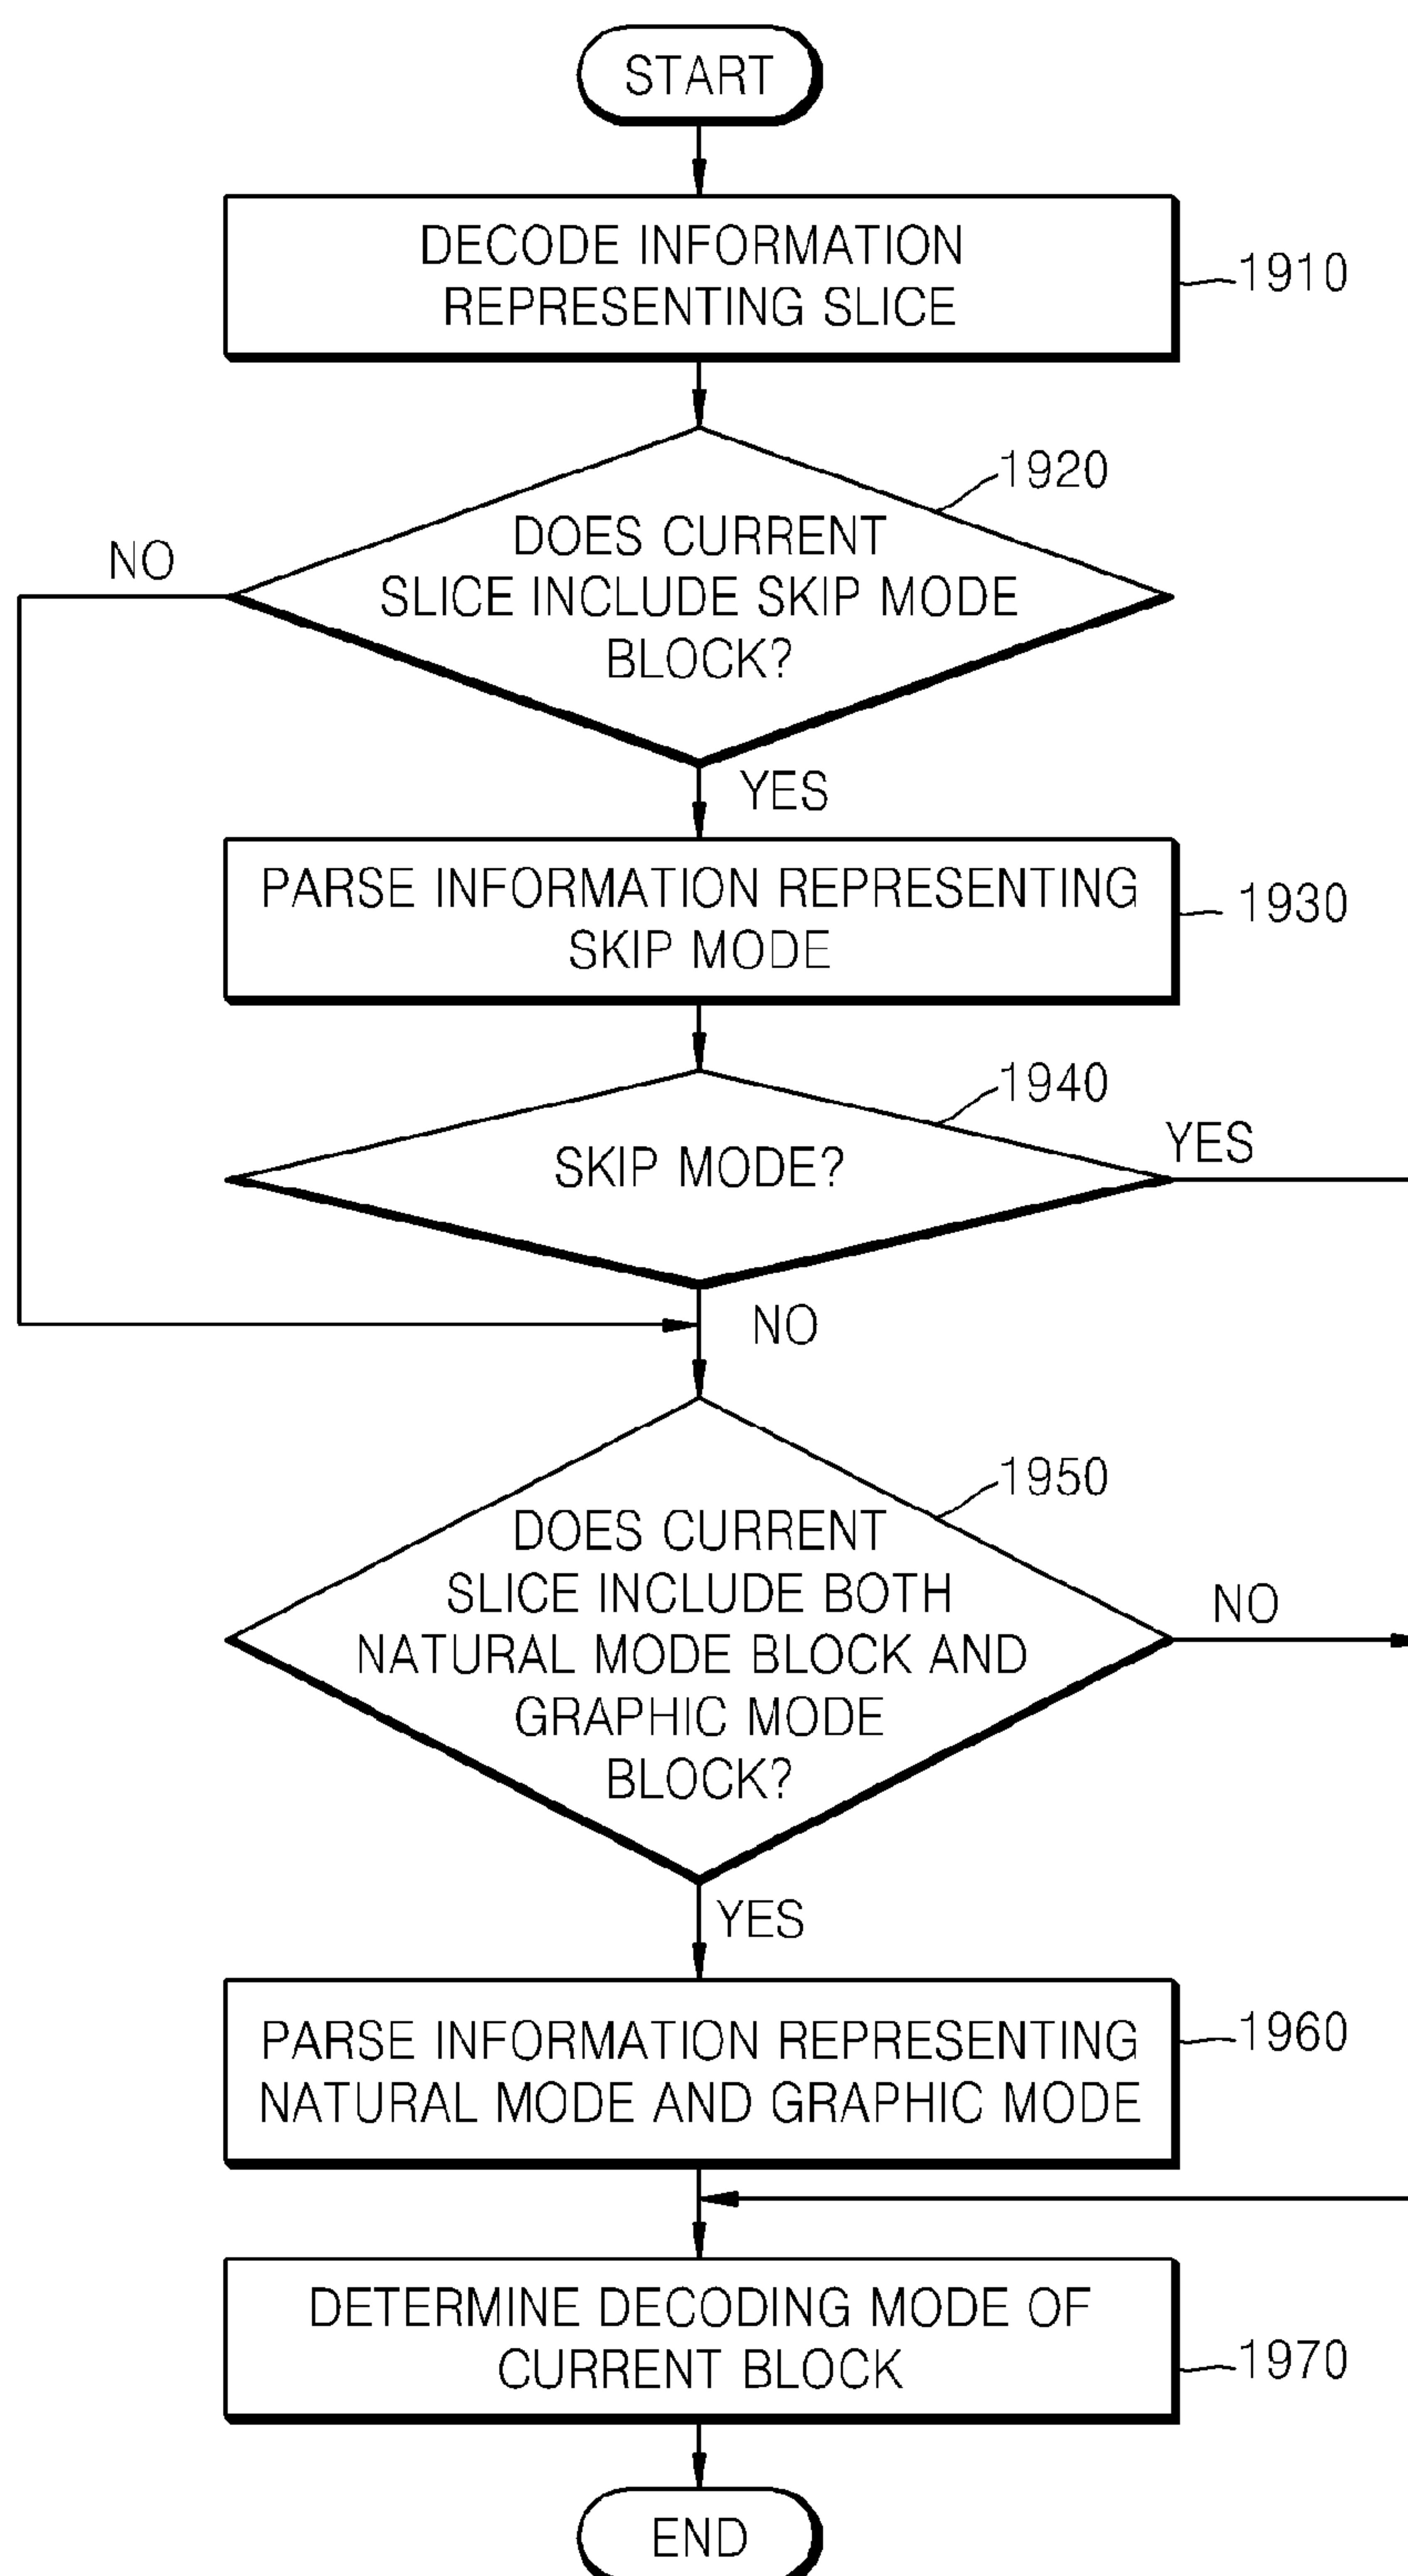 START
DECODE INFORMATION
REPRESENTING SLICE
1910
1920
DOES CURRENT
SLICE INCLUDE SKIP MODE
BLOCK?
NO
YES
PARSE INFORMATION REPRESENTING
SKIP MODE
1930
1940
SKIP MODE?
YES
NO
1950
DOES CURRENT
SLICE INCLUDE BOTH
NATURAL MODE BLOCK AND
GRAPHIC MODE
BLOCK?
NO
YES
PARSE INFORMATION REPRESENTING
NATURAL MODE AND GRAPHIC MODE
1960
DETERMINE DECODING MODE OF
CURRENT BLOCK
1970
END